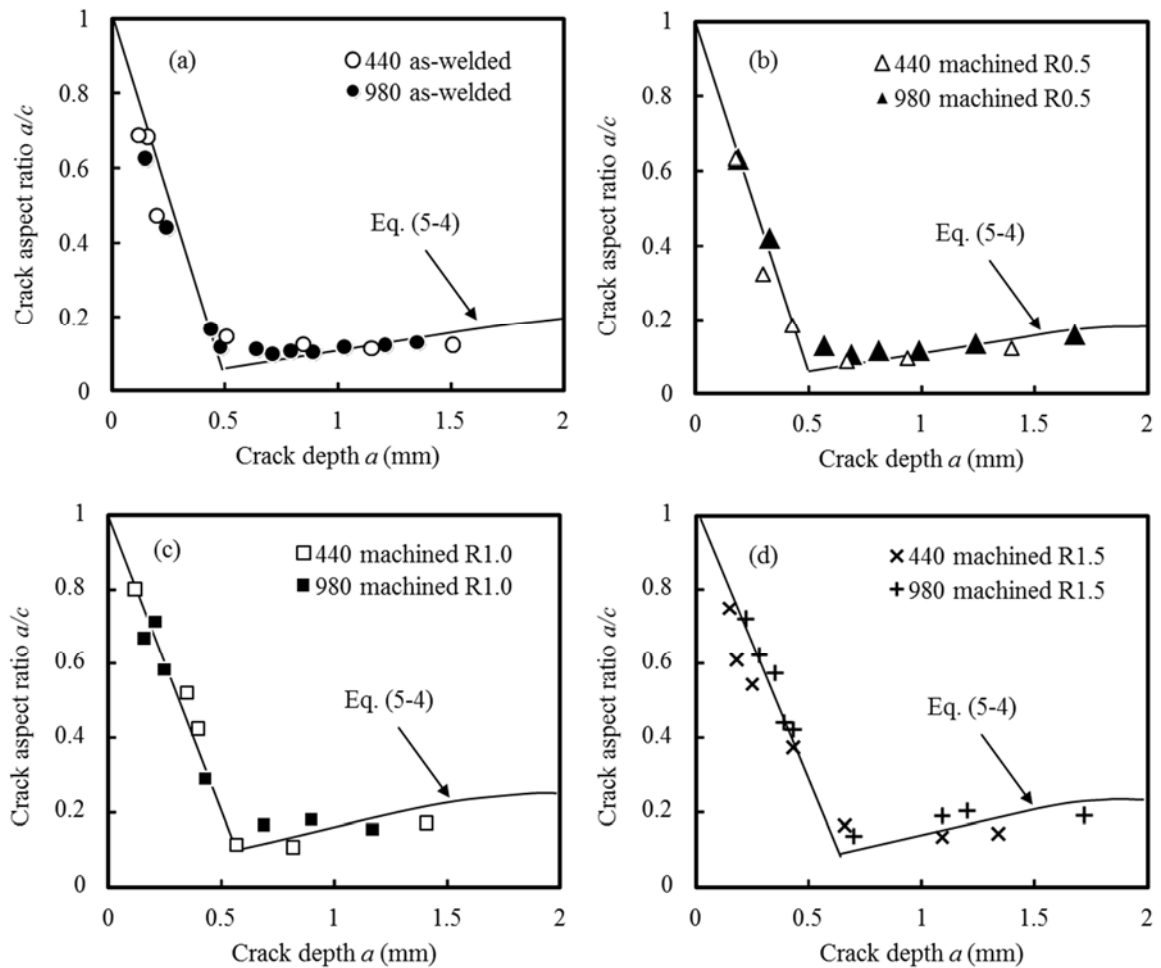 (a)
440 as-welded
980 as-welded
Eq. (5-4)
Crack aspect ratio a/c
1
0.8
0.6
0.4
0.2
0
0 0.5 1 1.5 2
Crack depth a (mm)
(b)
440 machined R0.5
980 machined R0.5
Eq. (5-4)
Crack aspect ratio a/c
1
0.8
0.6
0.4
0.2
0
0 0.5 1 1.5 2
Crack depth a (mm)
(c)
440 machined R1.0
980 machined R1.0
Eq. (5-4)
Crack aspect ratio a/c
1
0.8
0.6
0.4
0.2
0
0 0.5 1 1.5 2
Crack depth a (mm)
(d)
440 machined R1.5
980 machined R1.5
Eq. (5-4)
Crack aspect ratio a/c
1
0.8
0.6
0.4
0.2
0
0 0.5 1 1.5 2
Crack depth a (mm)